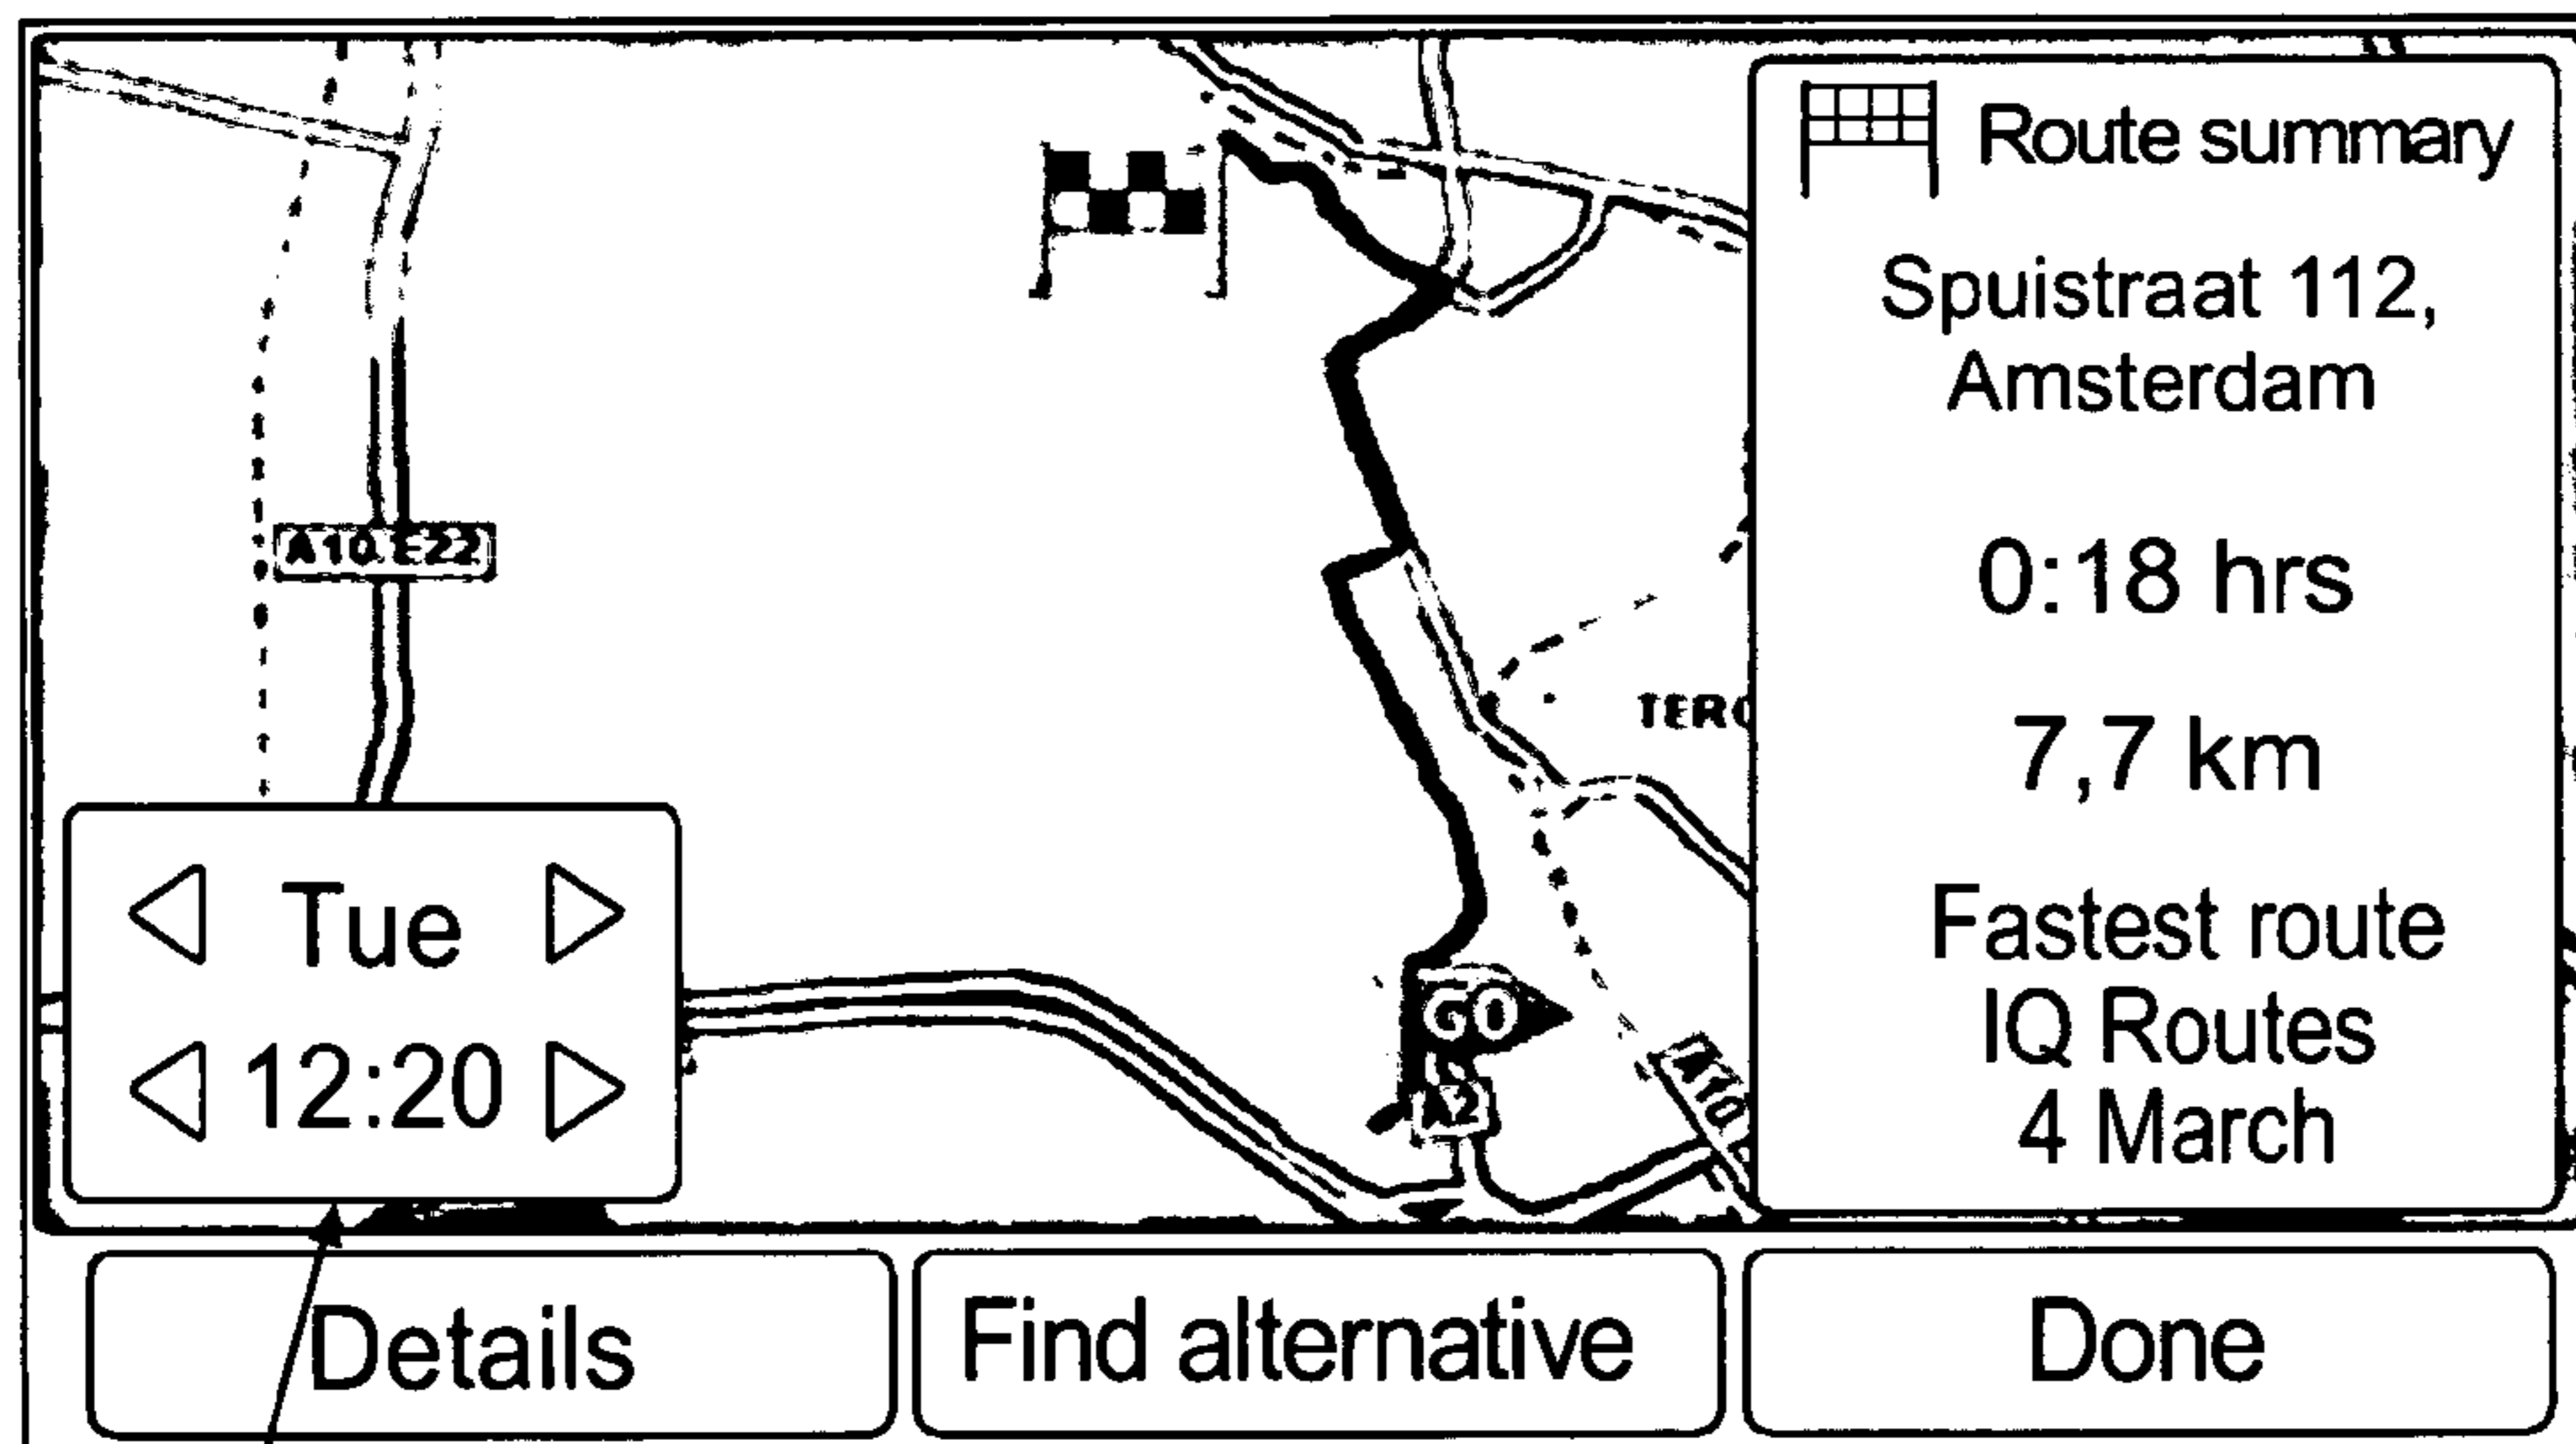 Route summary
Spuistraat 112,
Amsterdam
A10 E22
0:18 hrs
7,7 km
Tue
12:20
Fastest route
IQ Routes
4 March
GO
A2
A10
Details
Find alternative
Done